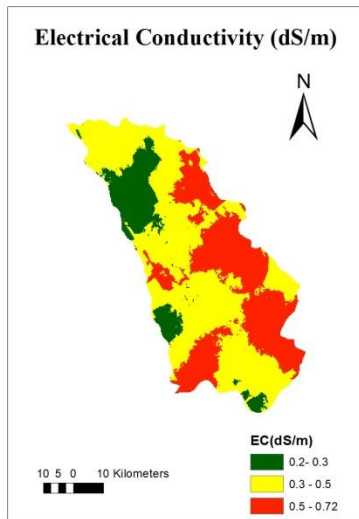 Electrical Conductivity (dS/m)
N
EC(dS/m)
0.2- 0.3
0.3 - 0.5
0.5 - 0.72
10 5 0 10 Kilometers